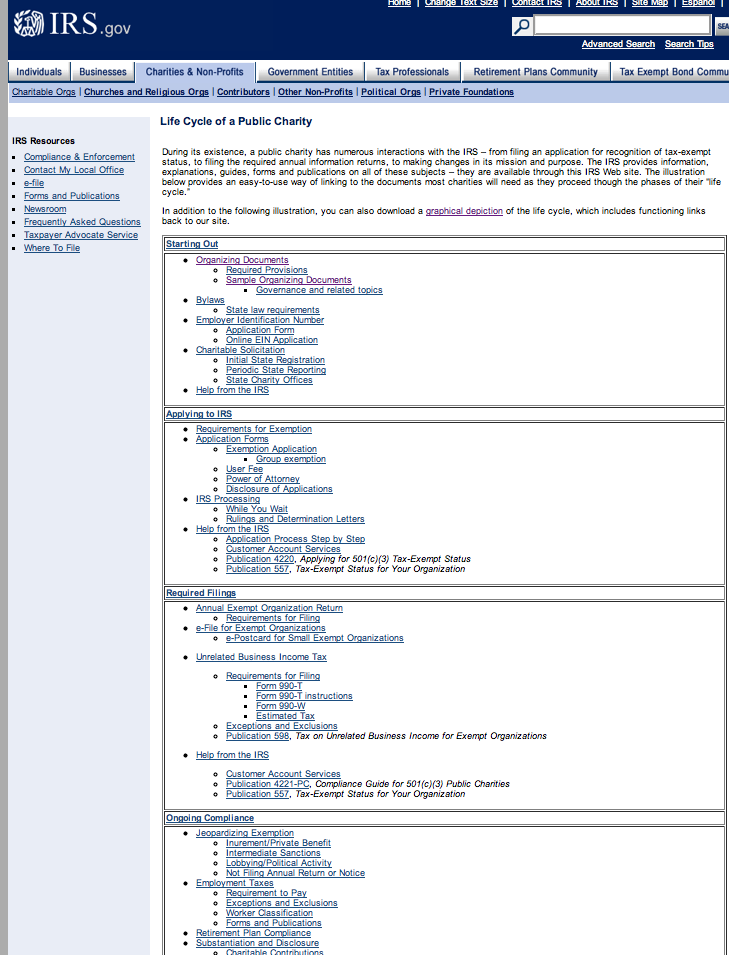 Home | Change Text Size | Contact IRS | About IRS | Site Map | Español |
IRS.gov
SEA
Advanced Search Search Tips
Individuals Businesses Charities & Non-Profits Government Entities Tax Professionals Retirement Plans Community Tax Exempt Bond Commu
Charitable Orgs | Churches and Religious Orgs | Contributors | Other Non-Profits | Political Orgs | Private Foundations
IRS Resources
Compliance & Enforcement
Contact My Local Office
e-file
Forms and Publications
Newsroom
Frequently Asked Questions
Taxpayer Advocate Service
Where To File
Life Cycle of a Public Charity
During its existence, a public charity has numerous interactions with the IRS – from filing an application for recognition of tax-exempt
status, to filing the required annual information returns, to making changes in its mission and purpose. The IRS provides information,
explanations, guides, forms and publications on all of these subjects – they are available through this IRS Web site. The illustration
below provides an easy-to-use way of linking to the documents most charities will need as they proceed though the phases of their "life
cycle."
In addition to the following illustration, you can also download a graphical depiction of the life cycle, which includes functioning links
back to our site.
Starting Out
Organizing Documents
Required Provisions
Sample Organizing Documents
Governance and related topics
Bylaws
State law requirements
Employer Identification Number
Application Form
Online EIN Application
Charitable Solicitation
Initial State Registration
Periodic State Reporting
State Charity Offices
Help from the IRS
Applying to IRS
Requirements for Exemption
Application Forms
Exemption Application
Group exemption
User Fee
Power of Attorney
Disclosure of Applications
IRS Processing
While You Wait
Rulings and Determination Letters
Help from the IRS
Application Process Step by Step
Customer Account Services
Publication 4220, Applying for 501(c)(3) Tax-Exempt Status
Publication 557, Tax-Exempt Status for Your Organization
Required Filings
Annual Exempt Organization Return
Requirements for Filing
e-File for Exempt Organizations
e-Postcard for Small Exempt Organizations
Unrelated Business Income Tax
Requirements for Filing
Form 990-T
Form 990-T instructions
Form 990-W
Estimated Tax
Exceptions and Exclusions
Publication 598, Tax on Unrelated Business Income for Exempt Organizations
Help from the IRS
Customer Account Services
Publication 4221-PC, Compliance Guide for 501(c)(3) Public Charities
Publication 557, Tax-Exempt Status for Your Organization
Ongoing Compliance
Jeopardizing Exemption
Inurement/Private Benefit
Intermediate Sanctions
Lobbying/Political Activity
Not Filing Annual Return or Notice
Employment Taxes
Requirement to Pay
Exceptions and Exclusions
Worker Classification
Forms and Publications
Retirement Plan Compliance
Substantiation and Disclosure
Charitable Contributions